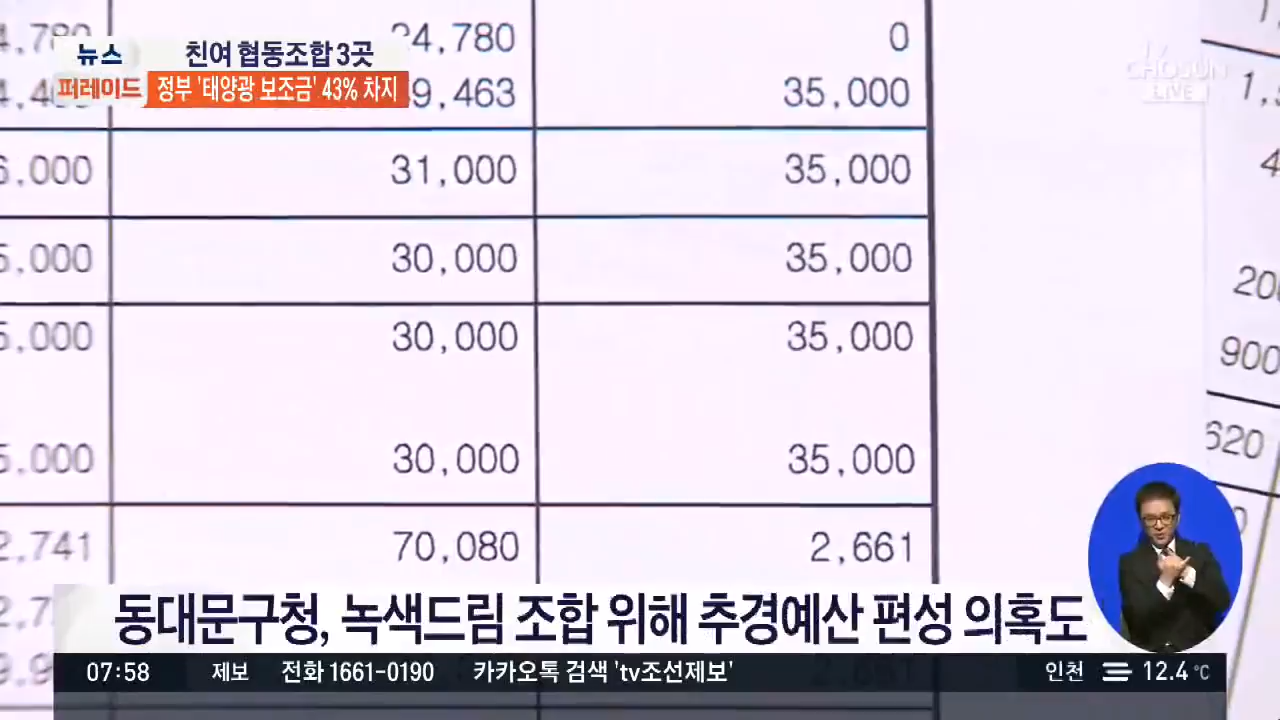 뉴스 퍼레이드
친여 협동조합 3곳
정부 '태양광 보조금' 43% 차지
TV CHOSUN LIVE
24,780 0
35,000
31,000 35,000
30,000 35,000
30,000 35,000
30,000 35,000
70,080 2,661
900
620
동대문구청, 녹색드림 조합 위해 추경예산 편성 의혹도
07:58 제보 전화 1661-0190 카카오톡 검색 'tv조선제보' 인천 12.4℃